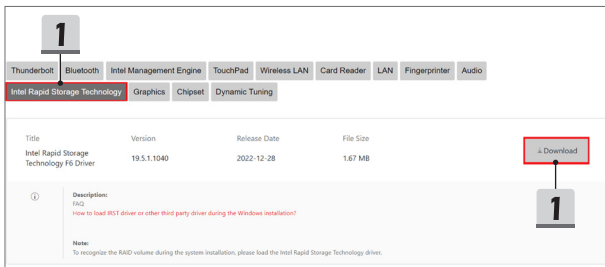 1
Thunderbolt Bluetooth Intel Management Engine TouchPad Wireless LAN Card Reader LAN Fingerprinter Audio
Intel Rapid Storage Technology Graphics Chipset Dynamic Tuning
Title Version Release Date File Size
Intel Rapid Storage
Technology F6 Driver 19.5.1.1040 2022-12-28 1.67 MB Download
Description:
FAQ
How to load IRST driver or other third party driver during the Windows installation?
1
Note:
To recognize the RAID volume during the system installation, please load the Intel Rapid Storage Technology driver.